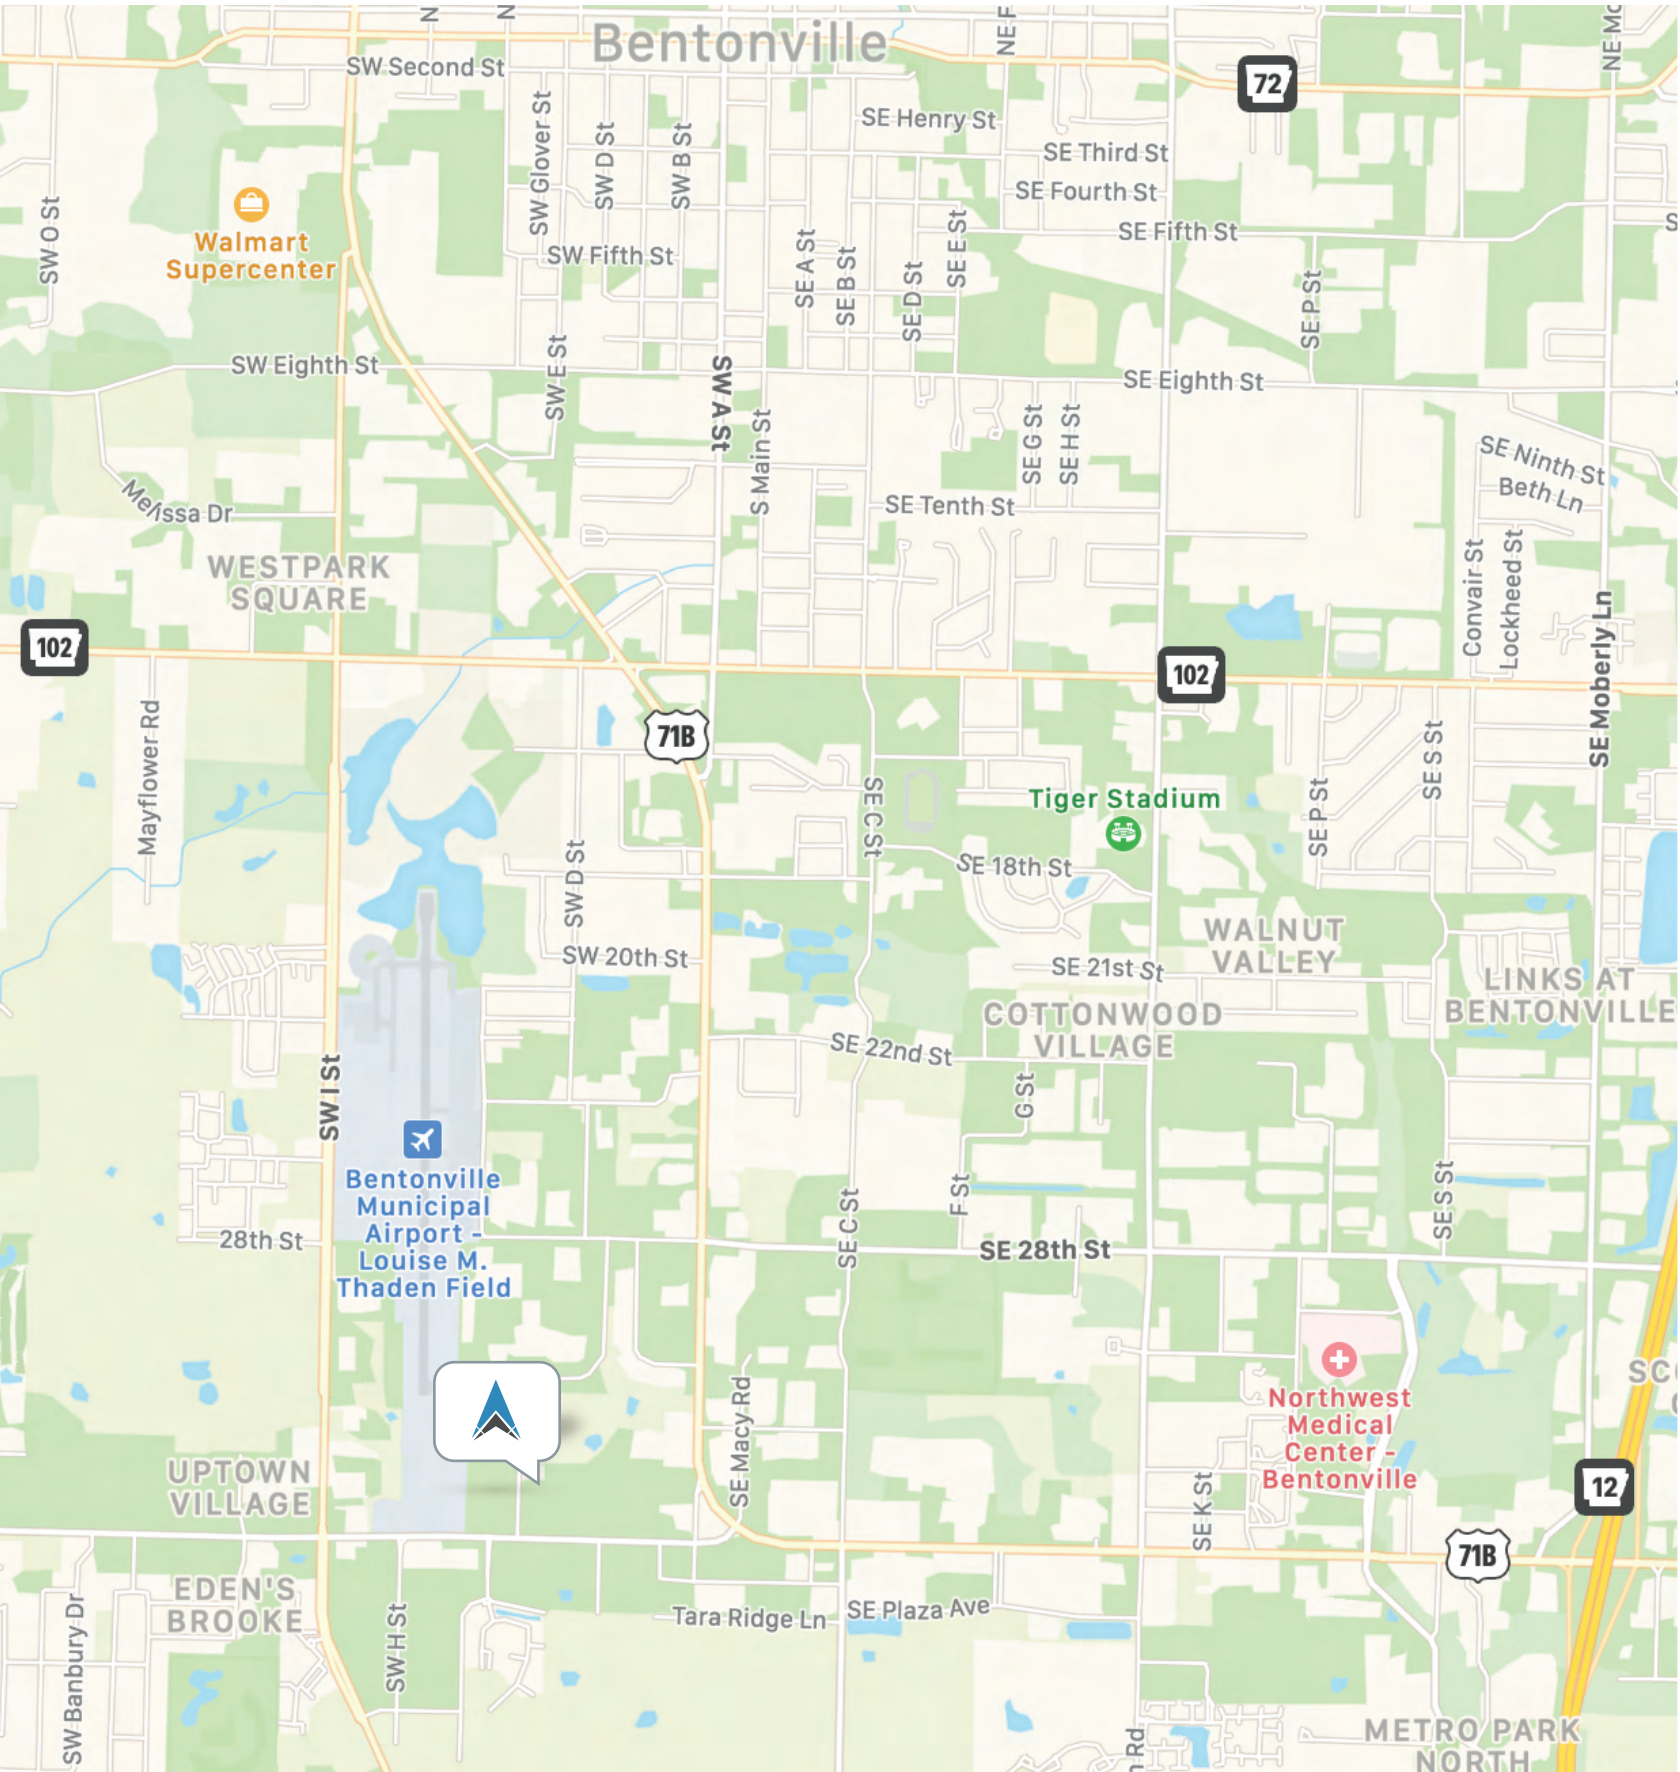 Bentonville
N
N
NE F
NE Mc
SW Second St
72
SE Henry St
SW Glover St
SW D St
SW B St
SE Third St
SE Fourth St
SE Fifth St
SW O St
Walmart
Supercenter
SW Fifth St
SE A St
SE B St
SE D St
SE E St
SE P St
S
SW Eighth St
SW E St
SW A St
SE Eighth St
S Main St
SE G St
SE H St
SE Ninth St
Beth Ln
Melissa Dr
SE Tenth St
WESTPARK
SQUARE
Convair St
Lockheed St
102
102
SE Moberly Ln
Mayflower Rd
71B
SE C St
Tiger Stadium
SE P St
SE S St
SE 18th St
SW D St
SW 20th St
WALNUT
VALLEY
SE 21st St
LINKS AT
BENTONVILLE
COTTONWOOD
VILLAGE
SE 22nd St
SW I St
G St
Bentonville
Municipal
Airport -
Louise M.
Thaden Field
28th St
SE C St
F St
SE 28th St
SE S St
Northwest
Medical
Center -
Bentonville
SC
SE Macy Rd
UPTOWN
VILLAGE
SE K St
12
71B
EDEN'S
BROOKE
SW Banbury Dr
SW H St
Tara Ridge Ln
SE Plaza Ave
n Rd
METRO PARK
NORTH